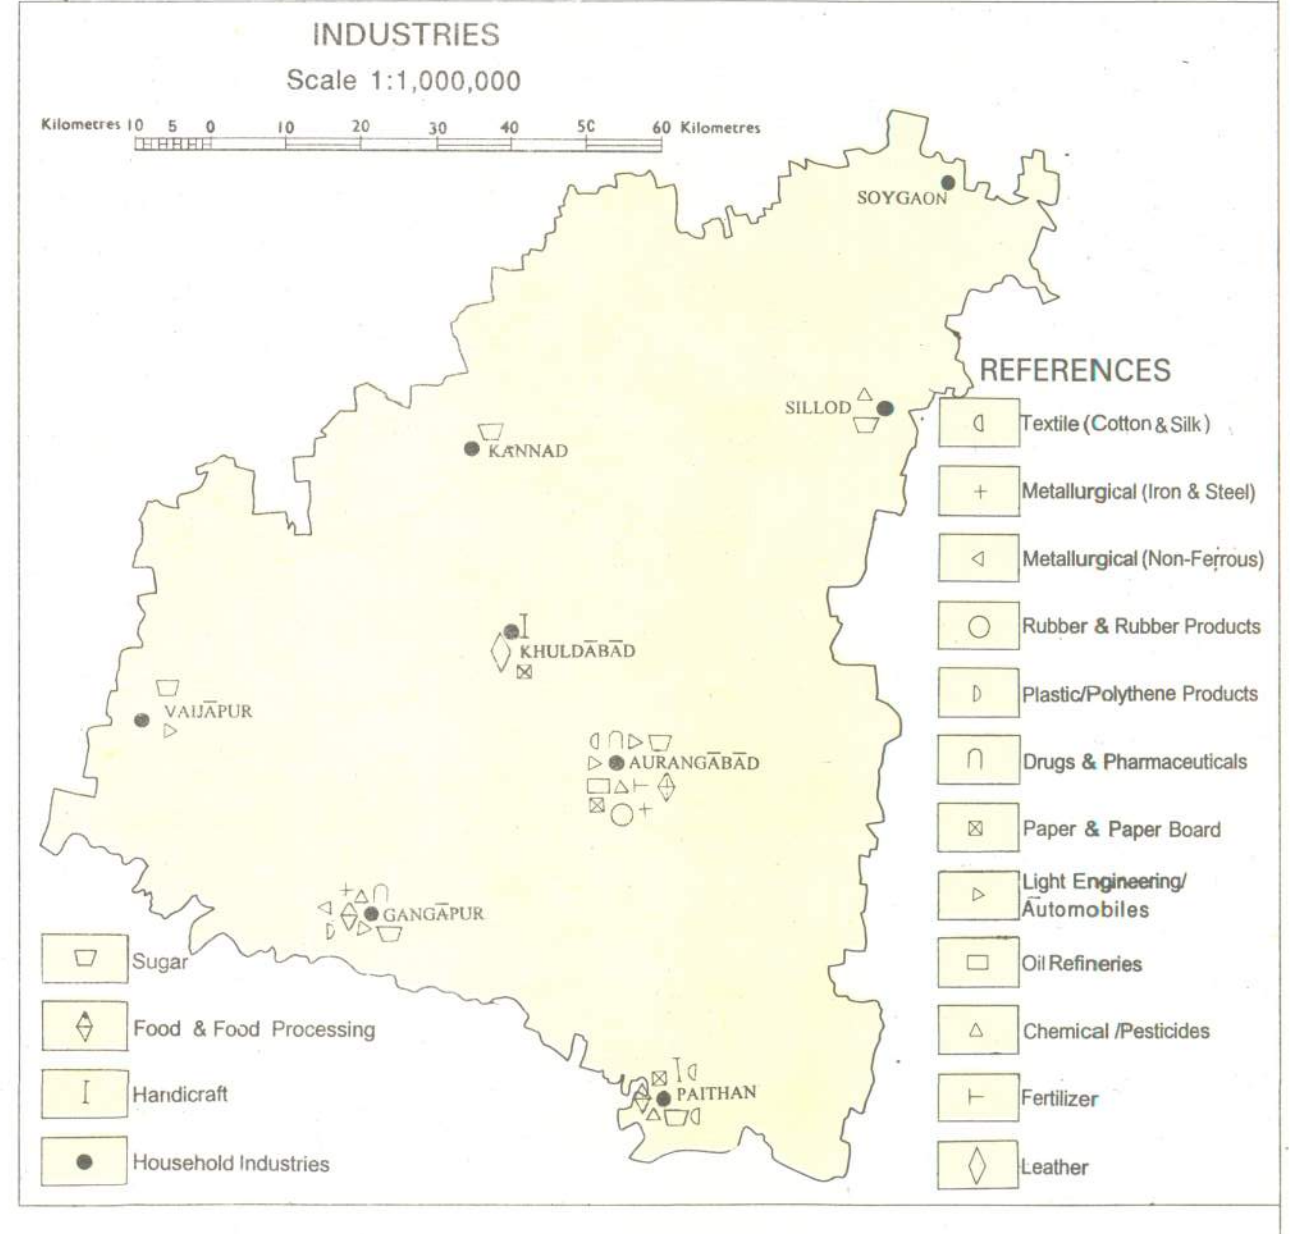 INDUSTRIES
Scale 1:1,000,000
Kilometres 10 5 0 10 20 30 40 50 60 Kilometres
SOYGAON
SILLOD
KANNAD
KHULDĀBĀD
VAIJĀPUR
AURANGĀBĀD
GANGĀPUR
PAITHAN
REFERENCES
Textile (Cotton & Silk)
Metallurgical (Iron & Steel)
Metallurgical (Non-Ferrous)
Rubber & Rubber Products
Plastic/Polythene Products
Drugs & Pharmaceuticals
Paper & Paper Board
Light Engineering/
Automobiles
Oil Refineries
Chemical /Pesticides
Fertilizer
Leather
Sugar
Food & Food Processing
Handicraft
Household Industries